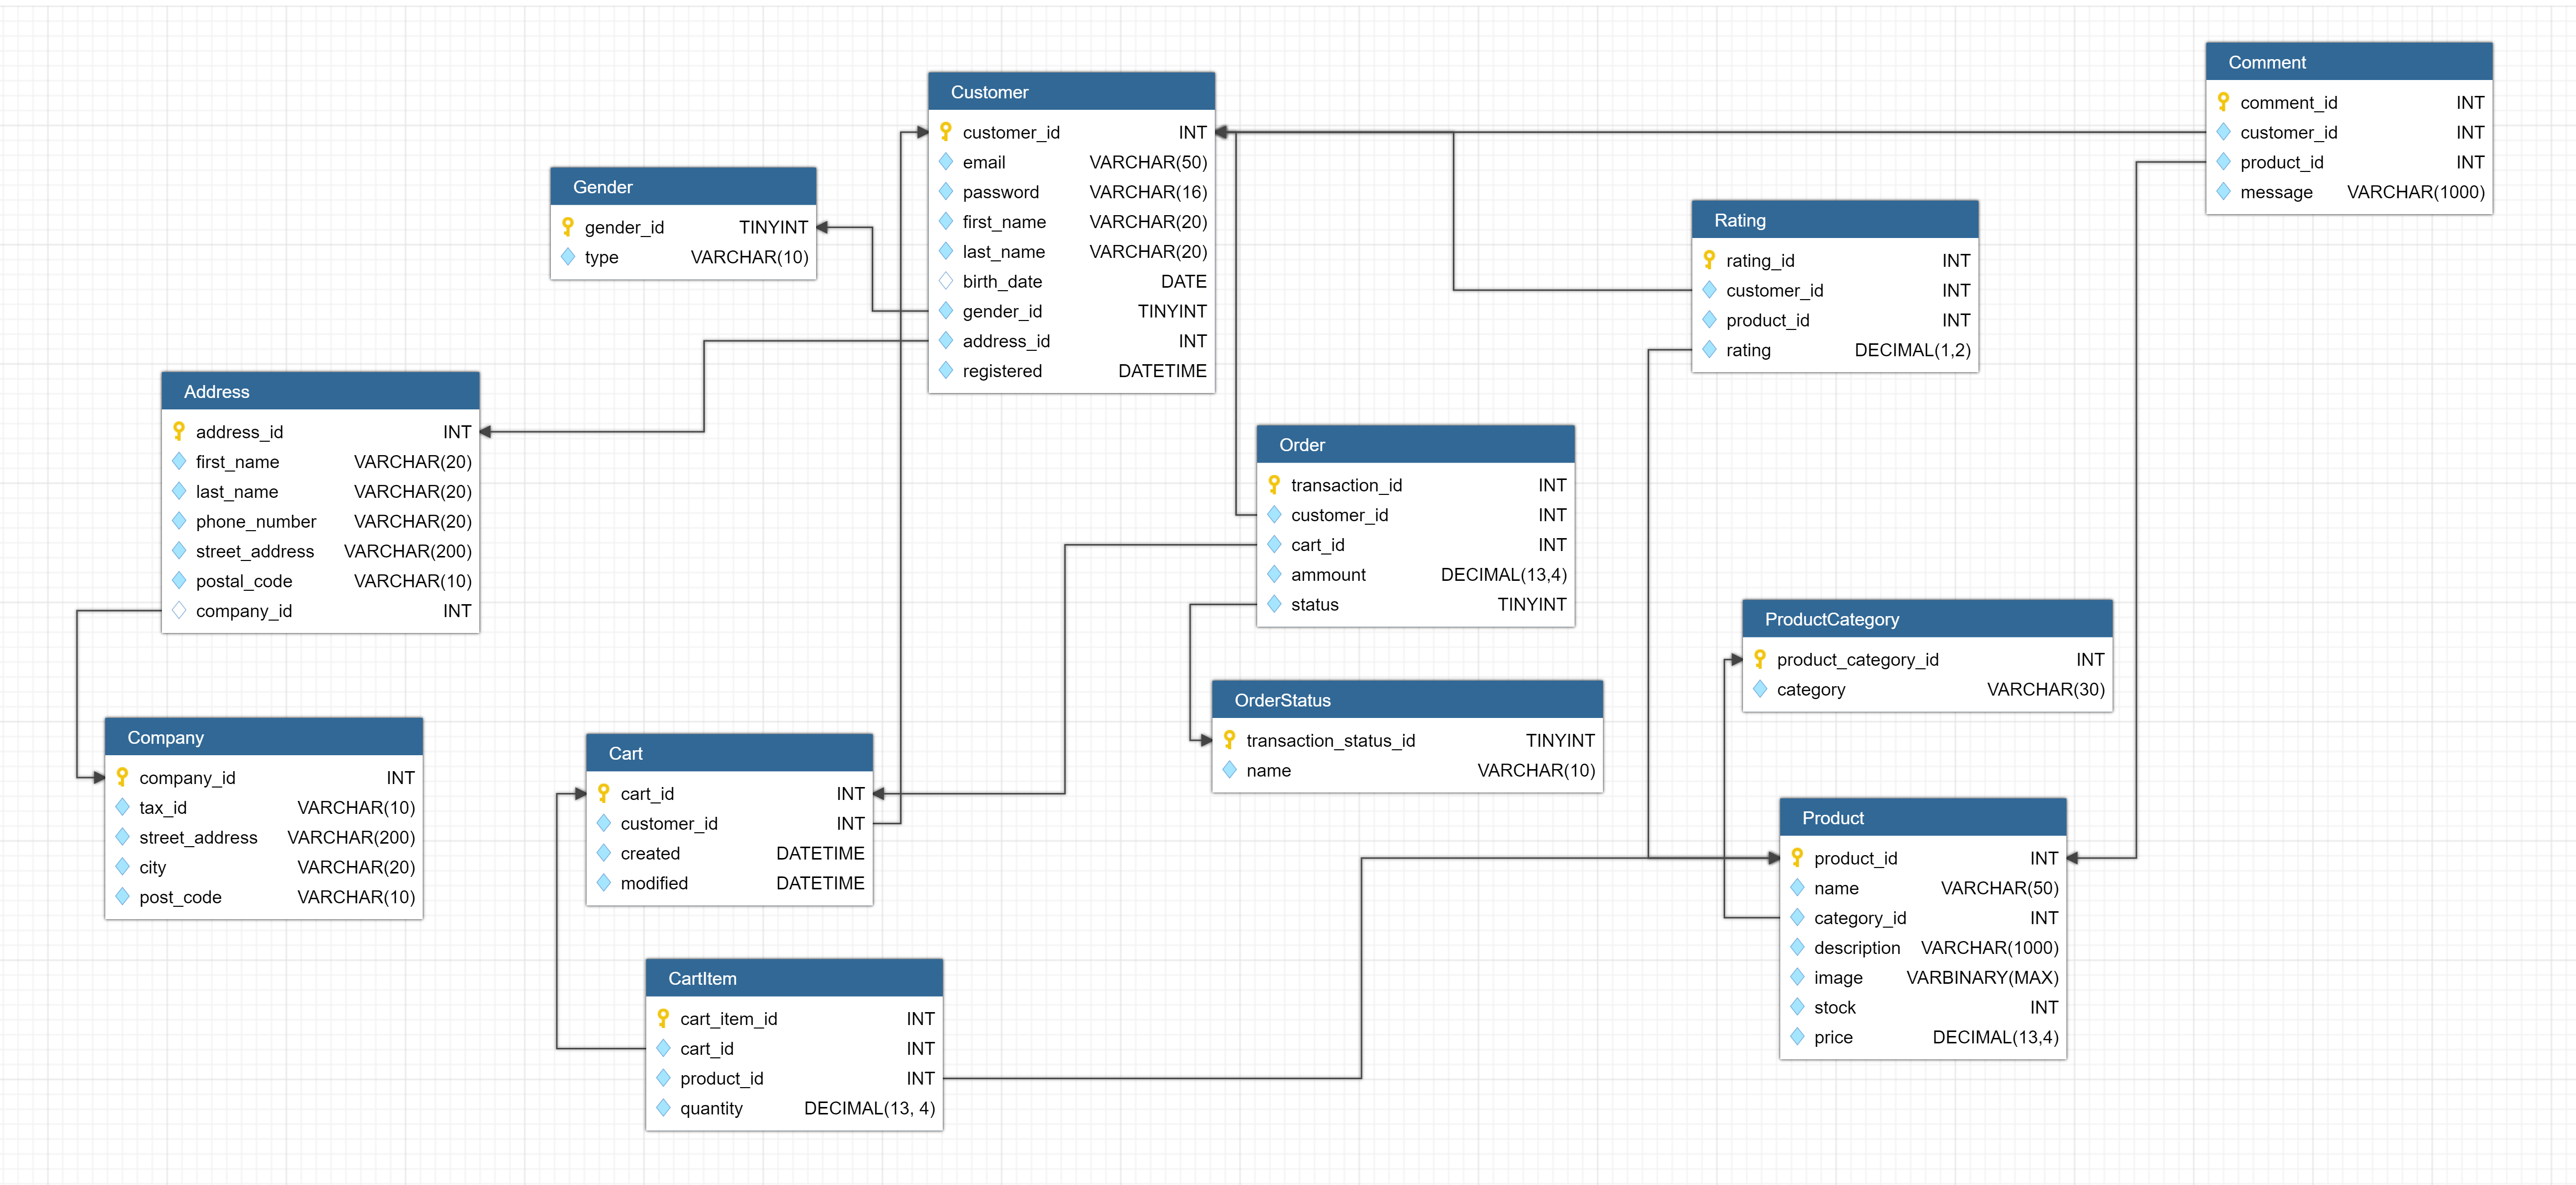 Comment
comment_id INT
customer_id INT
product_id INT
message VARCHAR(1000)
Customer
customer_id INT
email VARCHAR(50)
password VARCHAR(16)
first_name VARCHAR(20)
last_name VARCHAR(20)
birth_date DATE
gender_id TINYINT
address_id INT
registered DATETIME
Gender
gender_id TINYINT
type VARCHAR(10)
Rating
rating_id INT
customer_id INT
product_id INT
rating DECIMAL(1,2)
Address
address_id INT
first_name VARCHAR(20)
last_name VARCHAR(20)
phone_number VARCHAR(20)
street_address VARCHAR(200)
postal_code VARCHAR(10)
company_id INT
Order
transaction_id INT
customer_id INT
cart_id INT
ammount DECIMAL(13,4)
status TINYINT
ProductCategory
product_category_id INT
category VARCHAR(30)
OrderStatus
transaction_status_id TINYINT
name VARCHAR(10)
Company
company_id INT
tax_id VARCHAR(10)
street_address VARCHAR(200)
city VARCHAR(20)
post_code VARCHAR(10)
Cart
cart_id INT
customer_id INT
created DATETIME
modified DATETIME
Product
product_id INT
name VARCHAR(50)
category_id INT
description VARCHAR(1000)
image VARBINARY(MAX)
stock INT
price DECIMAL(13,4)
CartItem
cart_item_id INT
cart_id INT
product_id INT
quantity DECIMAL(13, 4)